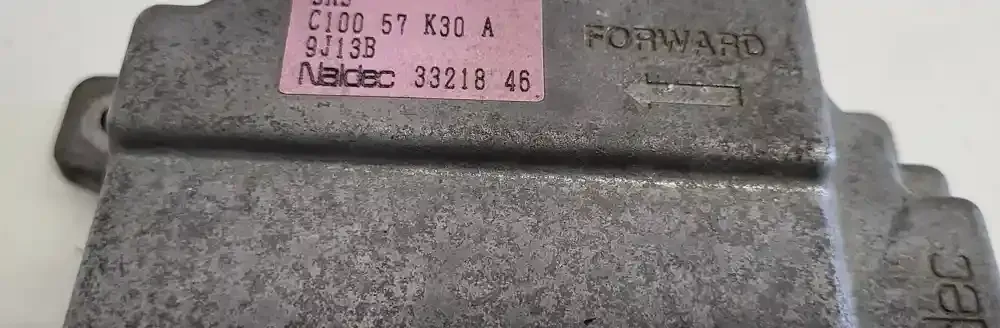 C100 57 K30 A
9J13B
Naldec 33218 46
FORWARD